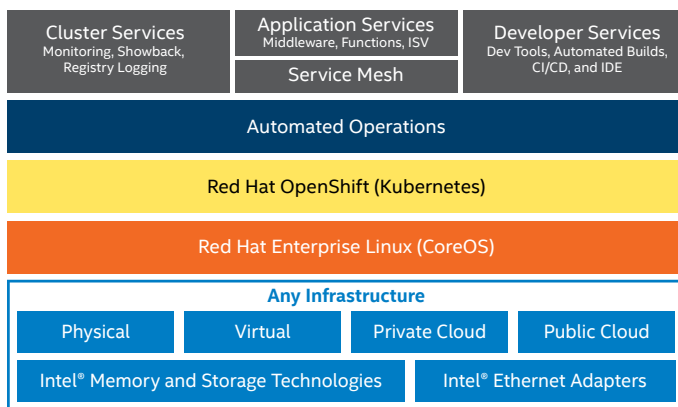 Cluster Services
Monitoring, Showback,
Registry Logging
Application Services
Middleware, Functions, ISV
Service Mesh
Developer Services
Dev Tools, Automated Builds,
CI/CD, and IDE
Automated Operations
Red Hat OpenShift (Kubernetes)
Red Hat Enterprise Linux (CoreOS)
Any Infrastructure
Physical
Virtual
Private Cloud
Public Cloud
Intel® Memory and Storage Technologies
Intel® Ethernet Adapters